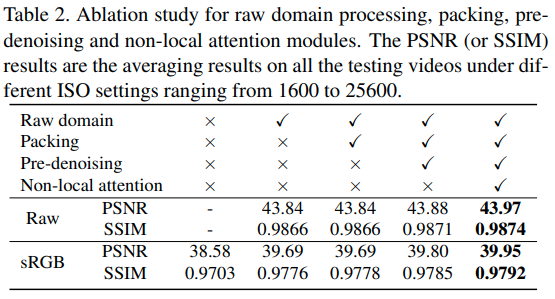 Table 2. Ablation study for raw domain processing, packing, pre-
denoising and non-local attention modules. The PSNR (or SSIM)
results are the averaging results on all the testing videos under dif-
ferent ISO settings ranging from 1600 to 25600.
Raw domain × ✓ ✓ ✓ ✓
Packing × × ✓ ✓ ✓
Pre-denoising × × × ✓ ✓
Non-local attention × × × × ✓
Raw PSNR - 43.84 43.84 43.88 43.97
SSIM - 0.9866 0.9866 0.9871 0.9874
sRGB PSNR 38.58 39.69 39.69 39.80 39.95
SSIM 0.9703 0.9776 0.9778 0.9785 0.9792